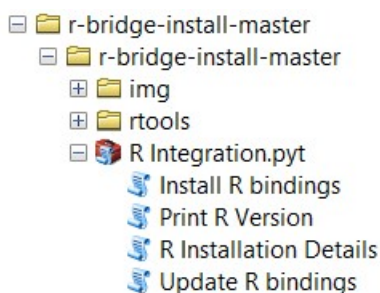 r-bridge-install-master
r-bridge-install-master
img
rtools
R Integration.pyt
Install R bindings
Print R Version
R Installation Details
Update R bindings